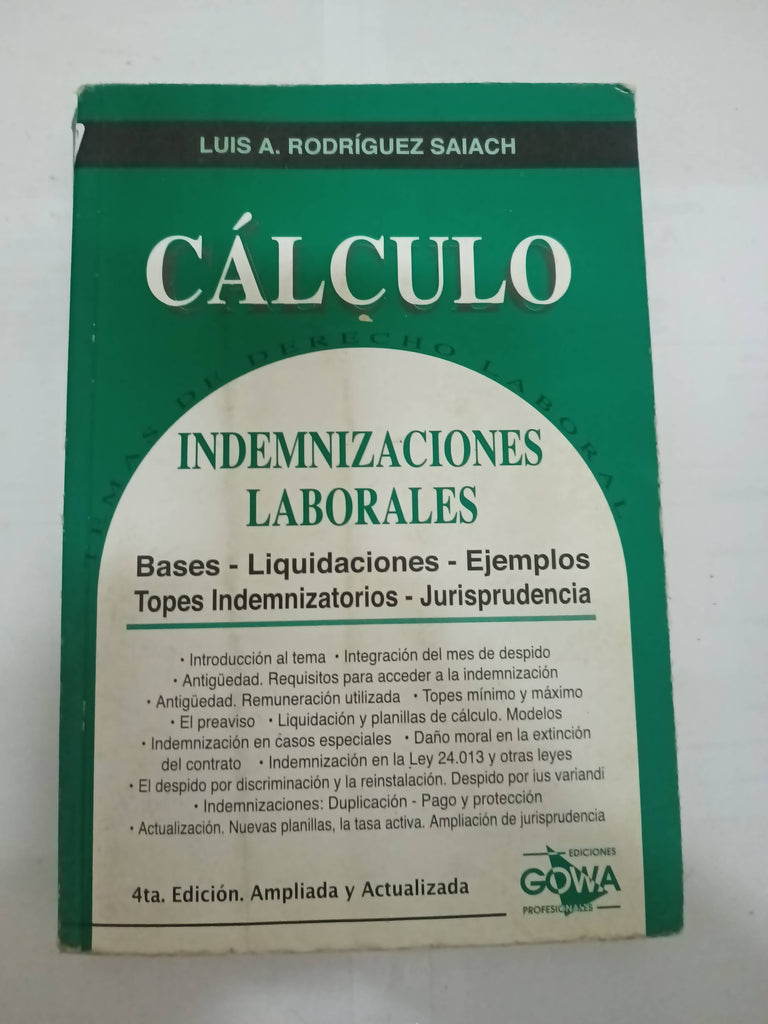 LUIS A. RODRÍGUEZ SAIACH
CÁLCULO
TEMAS DE DERECHO LABORAL
INDEMNIZACIONES
LABORALES
Bases - Liquidaciones - Ejemplos
Topes Indemnizatorios - Jurisprudencia
· Introducción al tema · Integración del mes de despido
· Antigüedad. Requisitos para acceder a la indemnización
· Antigüedad. Remuneración utilizada · Topes mínimo y máximo
· El preaviso · Liquidación y planillas de cálculo. Modelos
· Indemnización en casos especiales · Daño moral en la extinción
del contrato · Indemnización en la Ley 24.013 y otras leyes
· El despido por discriminación y la reinstalación. Despido por ius variandi
· Indemnizaciones: Duplicación - Pago y protección
· Actualización. Nuevas planillas, la tasa activa. Ampliación de jurisprudencia
4ta. Edición. Ampliada y Actualizada
EDICIONES
GOWA
PROFESIONALES